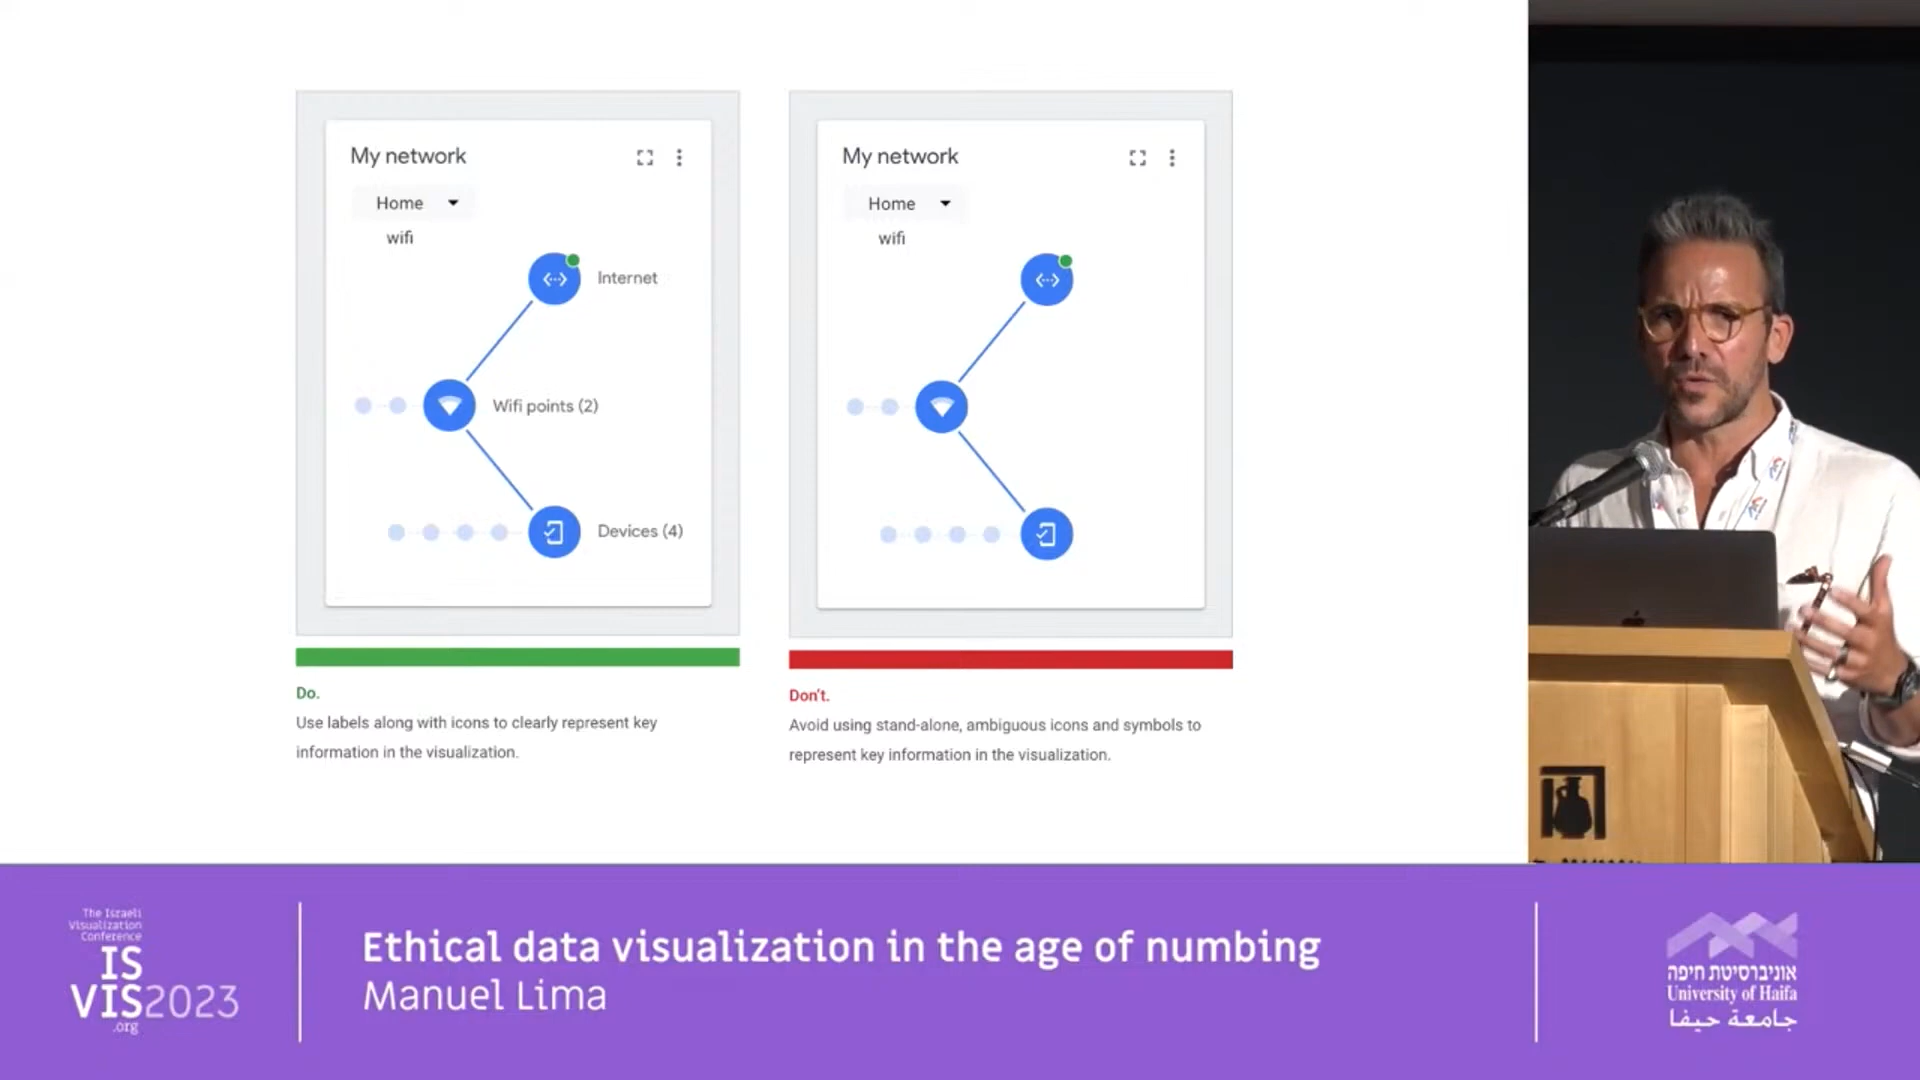 My network
Home
wifi
Internet
Wifi points (2)
Devices (4)
Do.
Use labels along with icons to clearly represent key
information in the visualization.
My network
Home
wifi
Don't.
Avoid using stand-alone, ambiguous icons and symbols to
represent key information in the visualization.
The Israeli
Visualization
Conference
IS
VIS2023
.org
Ethical data visualization in the age of numbing
Manuel Lima
אוניברסיטת חיפה
University of Haifa
جامعة حيفا